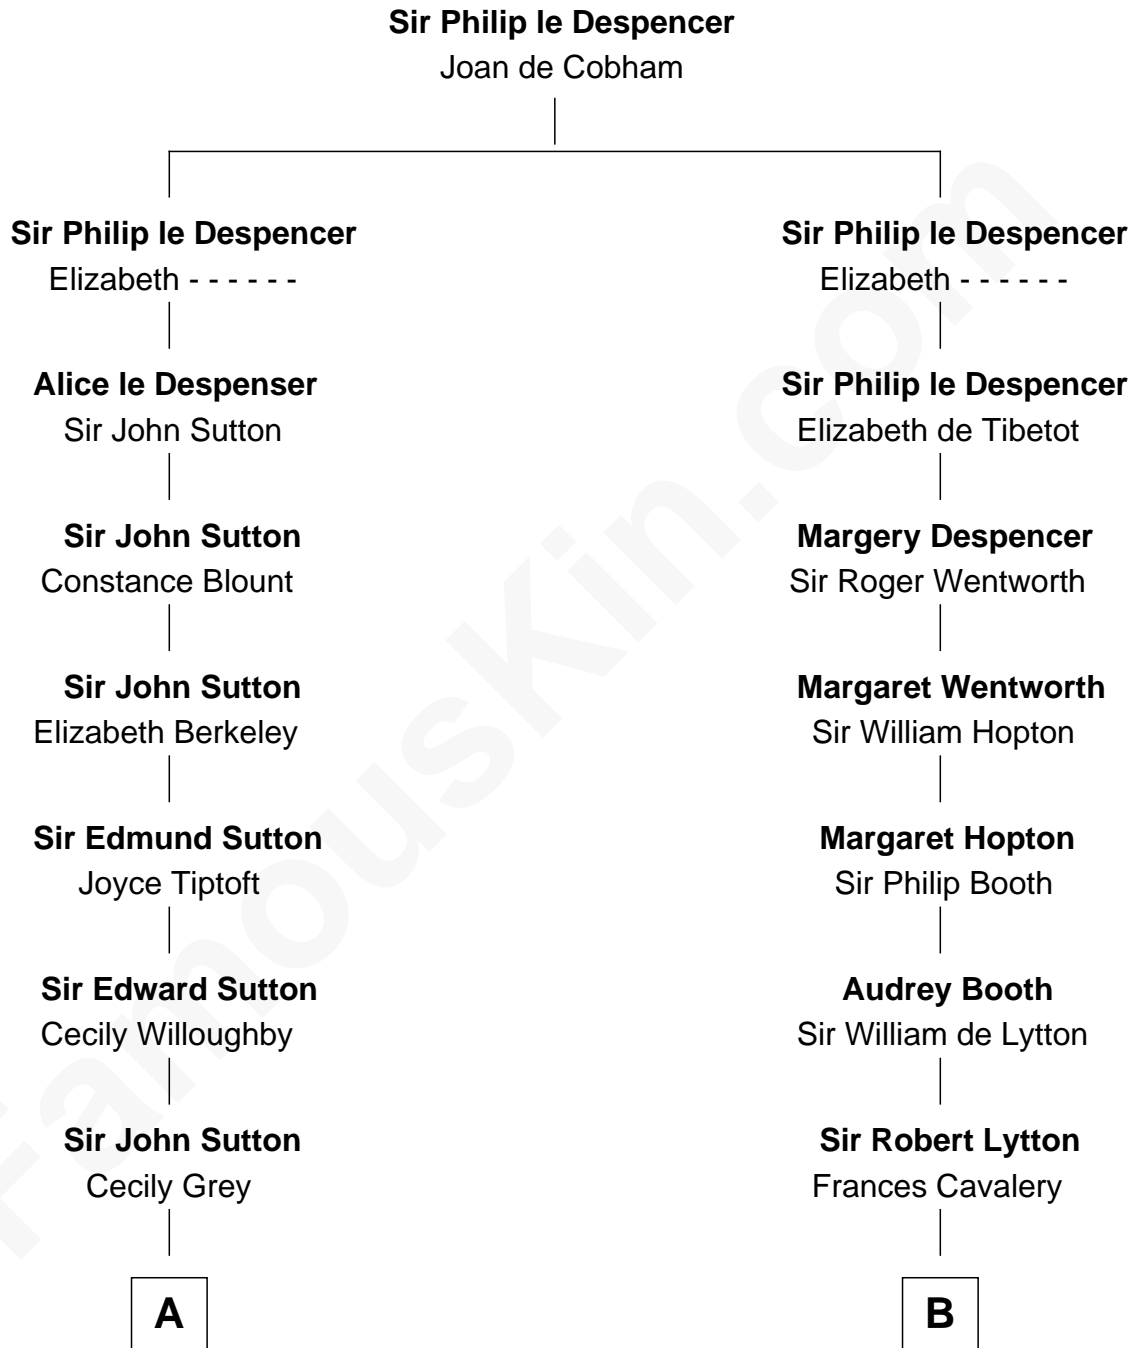 Sir Philip le Despencer
Joan de Cobham
Sir Philip le Despencer
Elizabeth - - - - - -
Sir Philip le Despencer
Elizabeth - - - - - -
Alice le Despenser
Sir John Sutton
Sir Philip le Despencer
Elizabeth de Tibetot
Sir John Sutton
Constance Blount
Margery Despencer
Sir Roger Wentworth
Sir John Sutton
Elizabeth Berkeley
Margaret Wentworth
Sir William Hopton
Sir Edmund Sutton
Joyce Tiptoft
Margaret Hopton
Sir Philip Booth
Sir Edward Sutton
Cecily Willoughby
Audrey Booth
Sir William de Lytton
Sir John Sutton
Cecily Grey
Sir Robert Lytton
Frances Cavalery
A
B
FamousKin.com